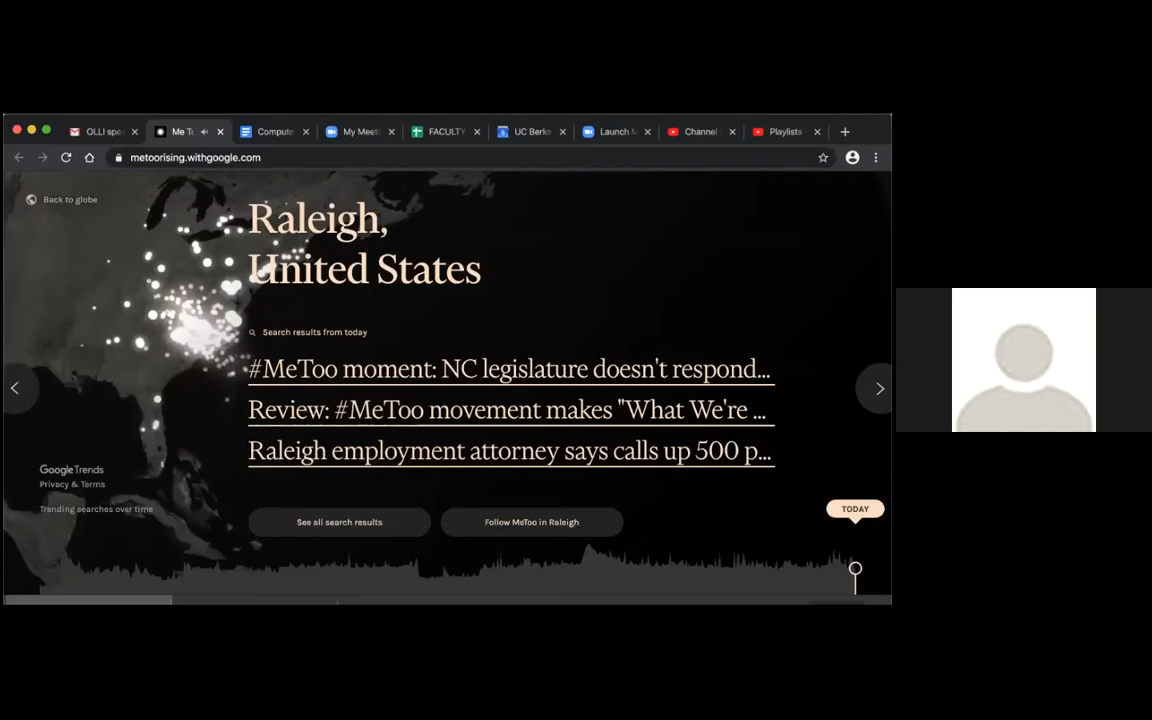 OLLI spe
Me To
Compute
My Meeti
FACULTY
UC Berke
Launch M
Channel
Playlists
metoorising.withgoogle.com
Back to globe
Raleigh,
United States
Search results from today
#MeToo moment: NC legislature doesn't respond...
Review: #MeToo movement makes "What We're ...
Raleigh employment attorney says calls up 500 p...
Google Trends
Privacy & Terms
Trending searches over time
See all search results
Follow MeToo in Raleigh
TODAY